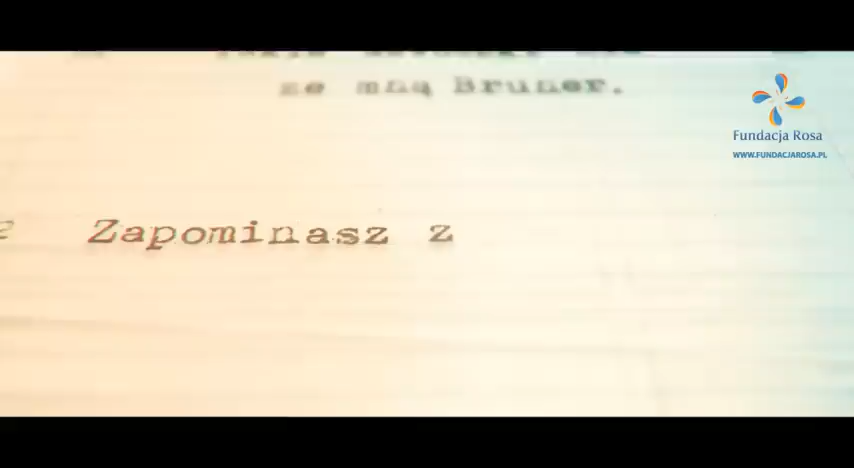 ze mną Bruner.
Zapominasz z
Fundacja Rosa
WWW.FUNDACJAROSA.PL